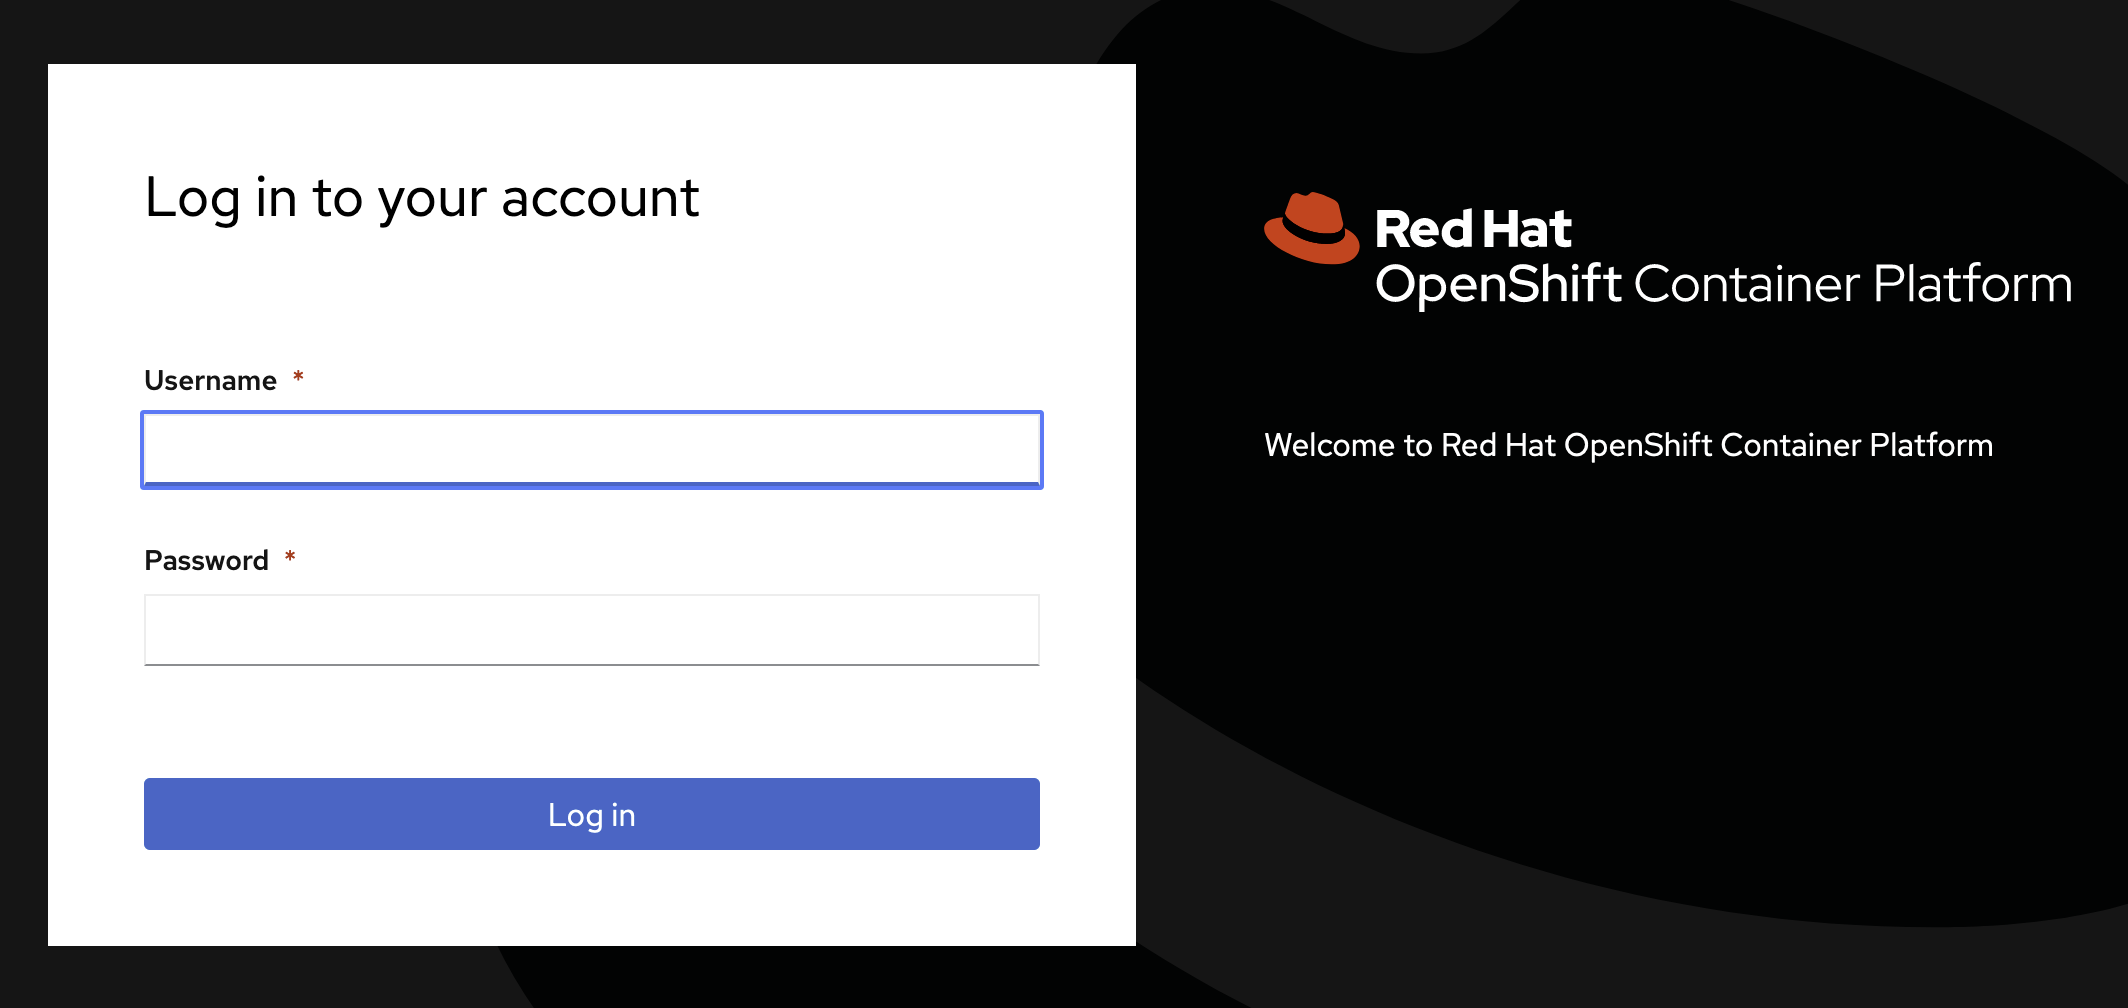 Log in to your account
Username *
Password *
Log in
Red Hat
OpenShift Container Platform
Welcome to Red Hat OpenShift Container Platform